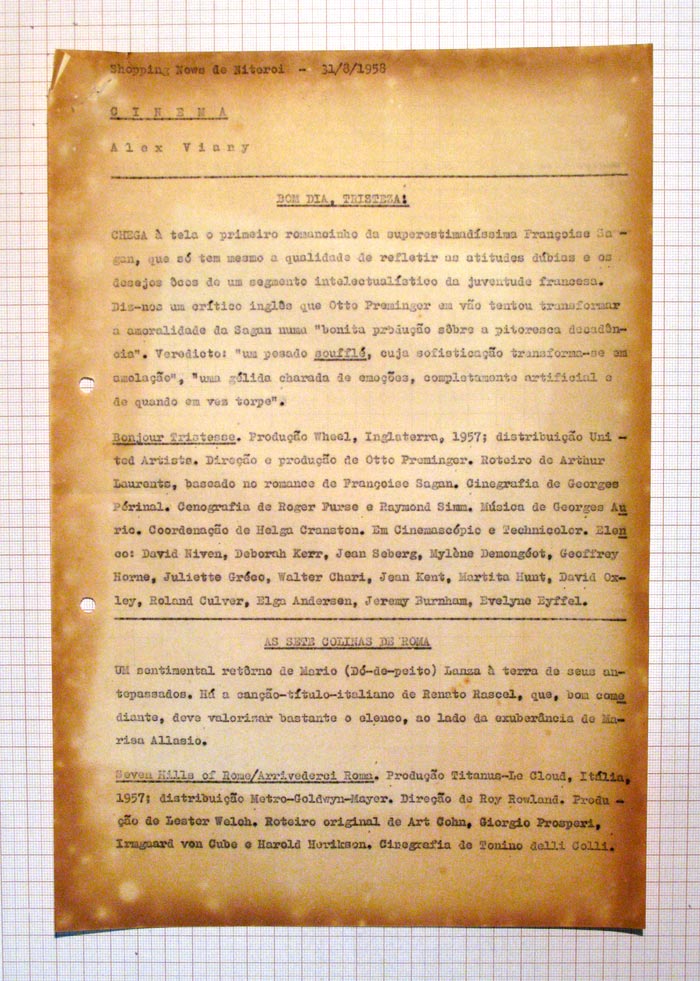 Shopping News de Niteroi - 31/8/1958
C I N E M A
Alex Viany
BOM DIA, TRISTEZA:
CHEGA à tela o primeiro romancinho da superestimadíssima Françoise Sa -
gan, que só tem mesmo a qualidade de refletir as atitudes dúbias e os
desejos ôcos de um segmento intelectualístico da juventude francesa.
Diz-nos um crítico inglês que Otto Preminger em vão tentou transformar
a amoralidade da Sagan numa "bonita produção sôbre a pitoresca decadên-
cia". Veredicto: "um pesado soufflé, cuja sofisticação transforma-se em
amolação", "uma gélida charada de emoções, completamente artificial e
de quando em vez torpe".
Bonjour Tristesse. Produção Wheel, Inglaterra, 1957; distribuição Uni -
ted Artists. Direção e produção de Otto Preminger. Roteiro de Arthur
Laurents, baseado no romance de Françoise Sagan. Cinegrafia de Georges
Périnal. Cenografia de Roger Furse e Raymond Simm. Música de Georges Au
ric. Coordenação de Helga Cranston. Em Cinemascópio e Technicolor. Elen
co: David Niven, Deborah Kerr, Jean Seberg, Mylène Demongéot, Geoffrey
Horne, Juliette Gréco, Walter Chari, Jean Kent, Martita Hunt, David Ox-
ley, Roland Culver, Elga Andersen, Jeremy Burnham, Evelyne Eyffel.
AS SETE COLINAS DE ROMA
UM sentimental retôrno de Mario (Dó-de-peito) Lanza à terra de seus an-
tepassados. Há a canção-título-italiano de Renato Rascel, que, bom come
diante, deve valorizar bastante o elenco, ao lado da exuberância de Ma-
risa Allasio.
Seven Hills of Rome/Arrivederci Roma. Produção Titanus-Le Cloud, Itália,
1957; distribuição Metro-Goldwyn-Mayer. Direção de Roy Rowland. Produ -
ção de Lester Welch. Roteiro original de Art Cohn, Giorgio Prosperi,
Irmgaard von Cube e Harold Herikson. Cinegrafia de Tonino delli Colli.